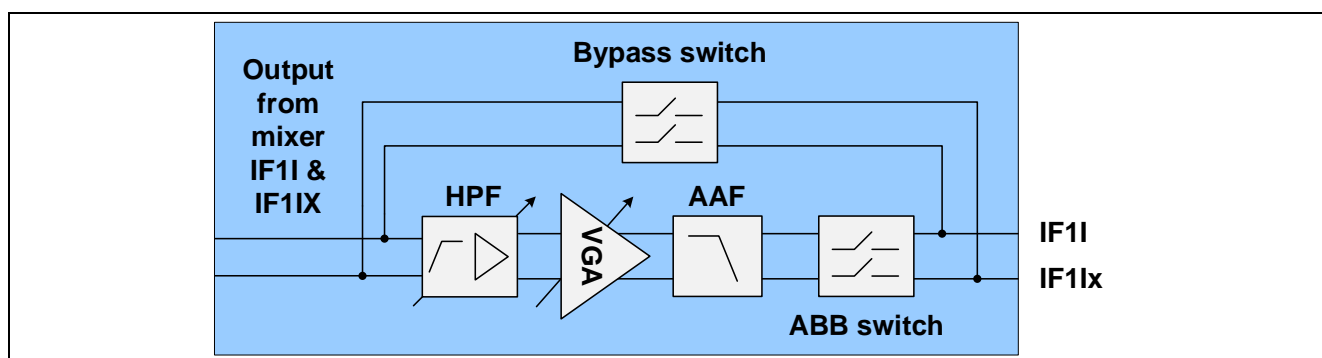 Bypass switch
Output
from
mixer
IF1I &
IF1IX
HPF
VGA
AAF
ABB switch
IF1I
IF1Ix